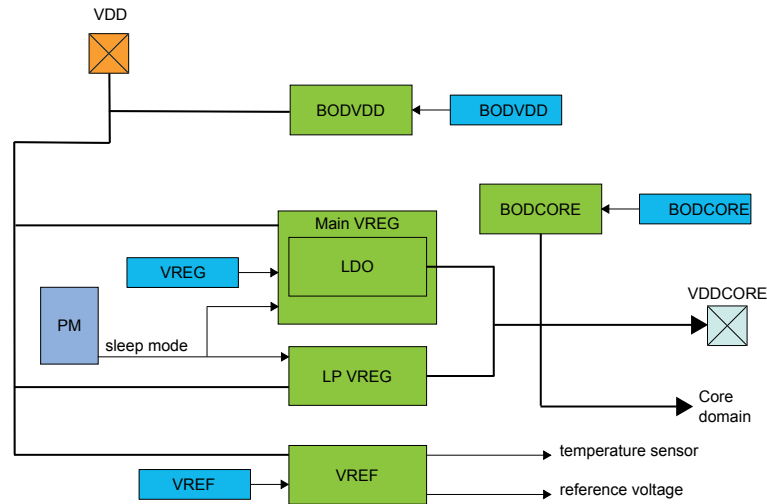 VDD
BODVDD
BODVDD
BODCORE
BODCORE
Main VREG
LDO
VREG
VDDCORE
PM
sleep mode
LP VREG
Core
domain
VREF
VREF
temperature sensor
reference voltage